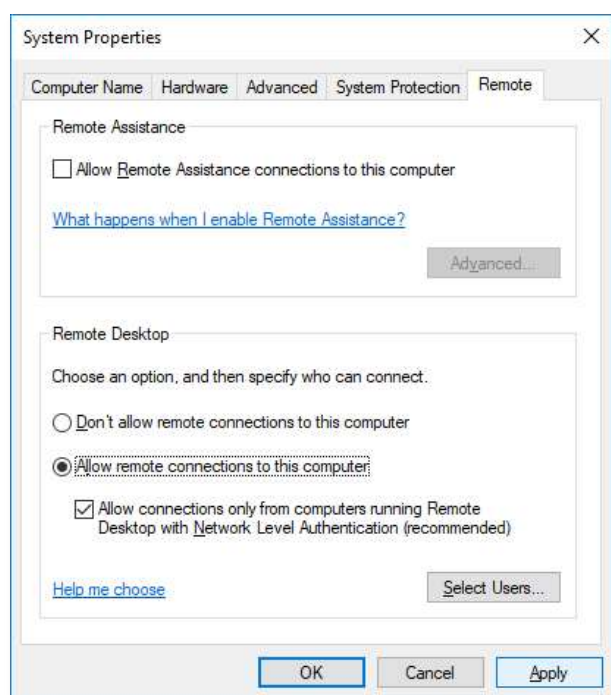 System Properties
Computer Name Hardware Advanced System Protection Remote
Remote Assistance
Allow Remote Assistance connections to this computer
What happens when I enable Remote Assistance?
Advanced...
Remote Desktop
Choose an option, and then specify who can connect.
Don't allow remote connections to this computer
Allow remote connections to this computer
Allow connections only from computers running Remote
Desktop with Network Level Authentication (recommended)
Help me choose Select Users...
OK Cancel Apply